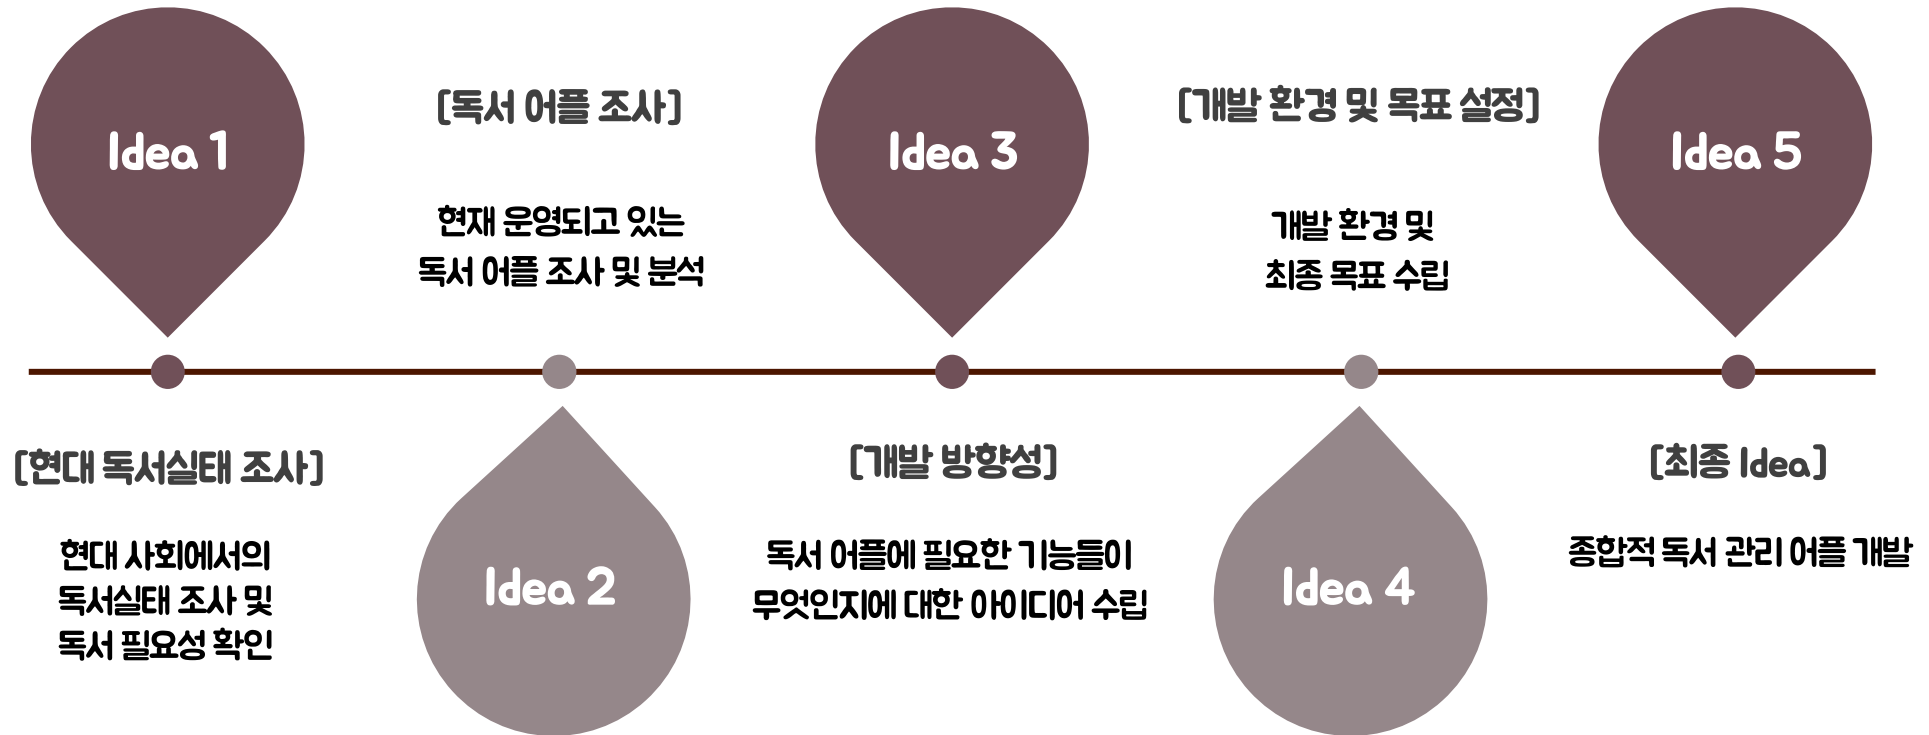 Idea 1
[현대 독서실태 조사]
현대 사회에서의
독서실태 조사 및
독서 필요성 확인
[독서 어플 조사]
현재 운영되고 있는
독서 어플 조사 및 분석
Idea 2
Idea 3
[개발 방향성]
독서 어플에 필요한 기능들이
무엇인지에 대한 아이디어 수립
[개발 환경 및 목표 설정]
개발 환경 및
최종 목표 수립
Idea 4
Idea 5
[최종 Idea]
종합적 독서 관리 어플 개발